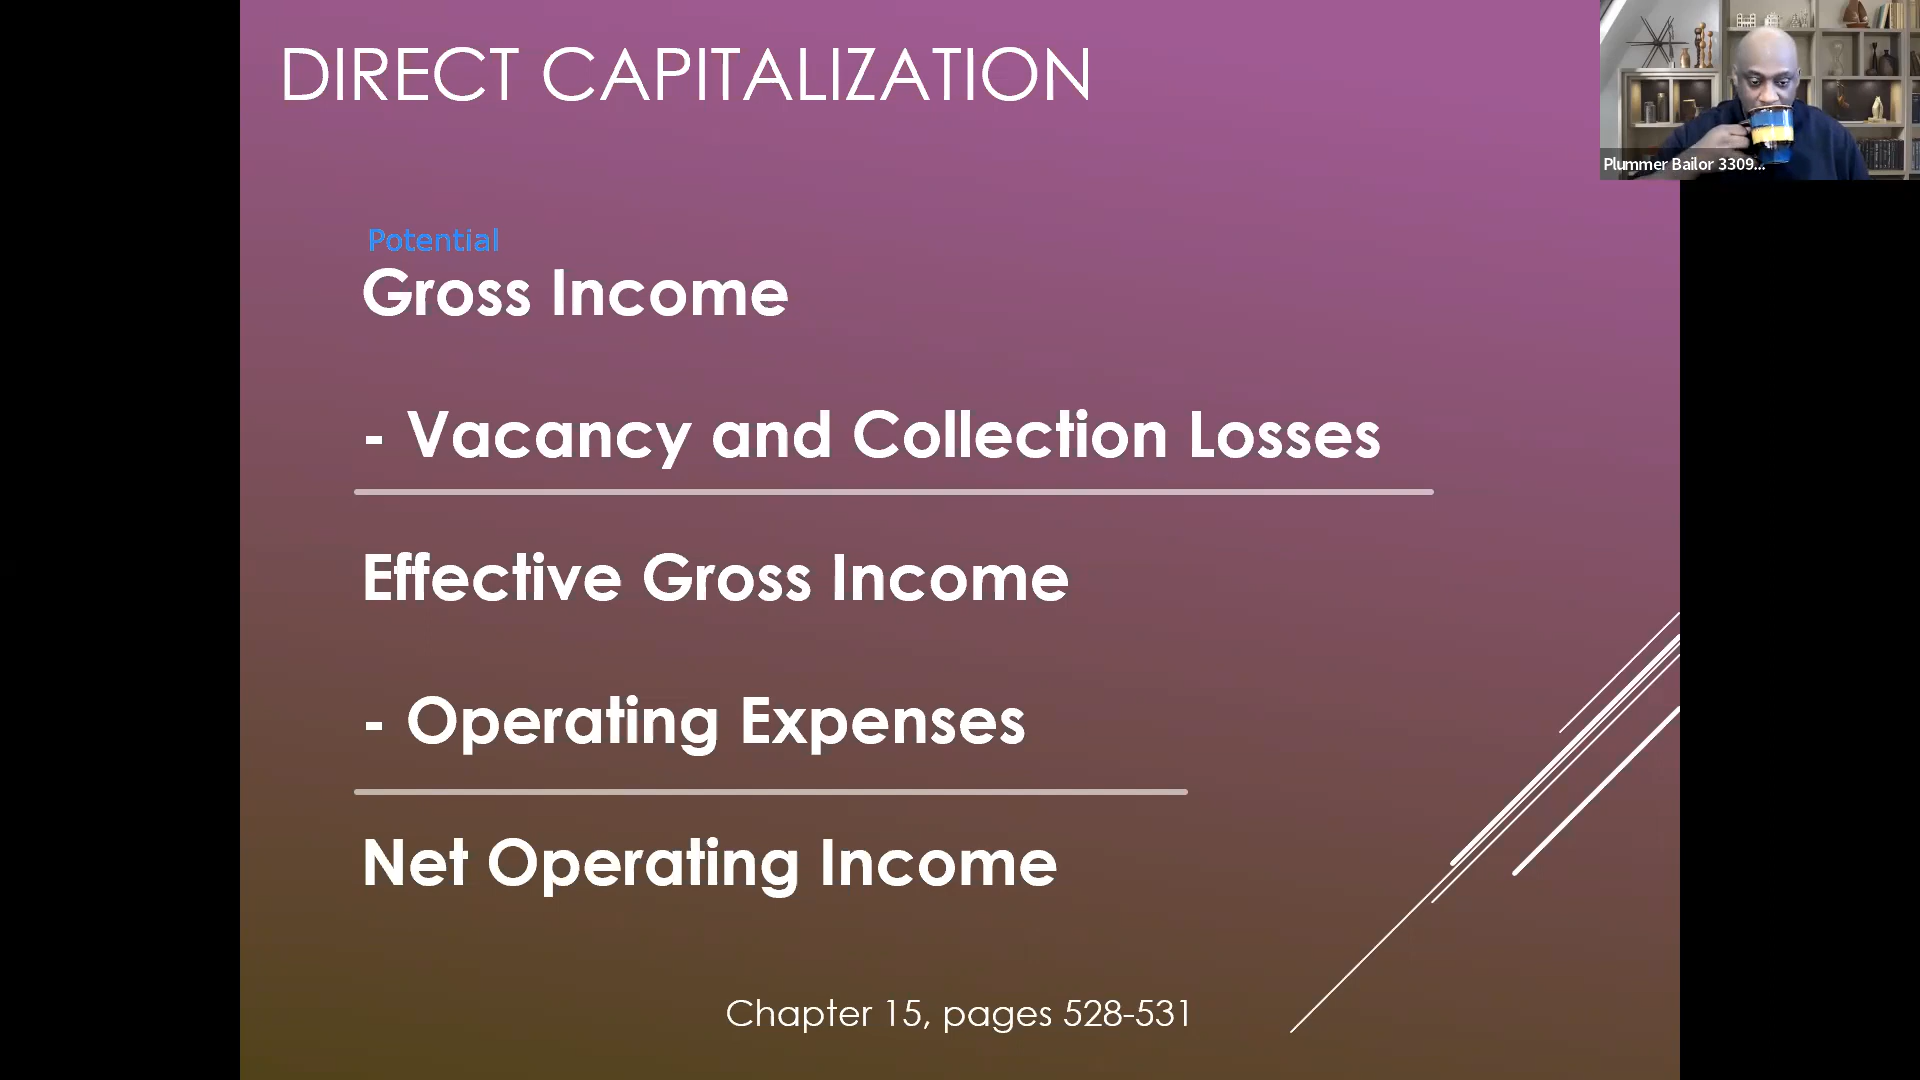 DIRECT CAPITALIZATION
Plummer Bailor 3309...
Potential
Gross Income
- Vacancy and Collection Losses
Effective Gross Income
- Operating Expenses
Net Operating Income
Chapter 15, pages 528-531